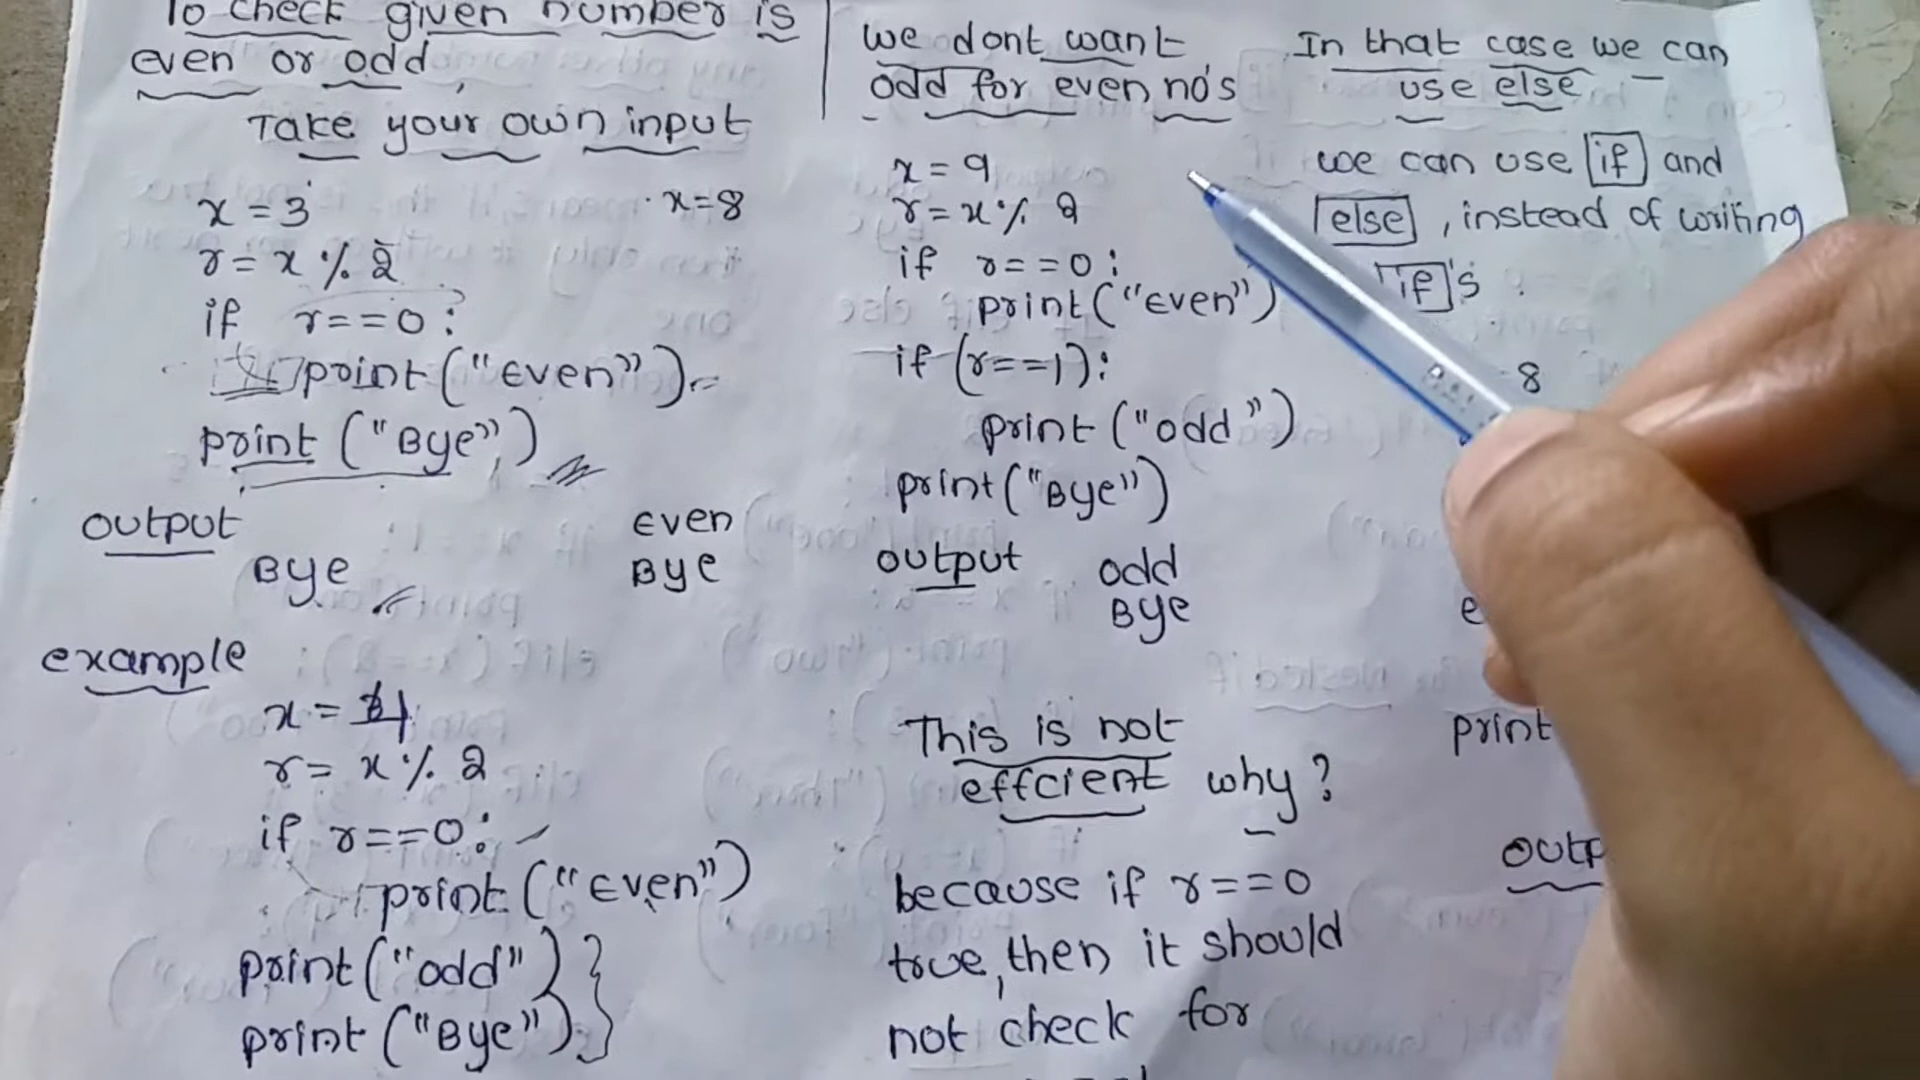 To check given number is
even or odd,
Take your own input
x = 3
r = x % 2
if r==0 :
print("Even")
print ("Bye")
x=8
output
Bye
Even
Bye
example
x = 4
r = x % 2
if r==0 :
print ("Even")
print("odd" )
print ("Bye")
we dont want
odd for even no's
x = 9
r = x % 2
if r==0 :
print("Even")
if (r==1) :
print ("odd")
print("Bye")
output
odd
Bye
This is not
effcient why ?
because if r==0
true, then it should
not check for
In that case we can
use else
we can use if and
else , instead of writing
if's .
8
e
print
outp